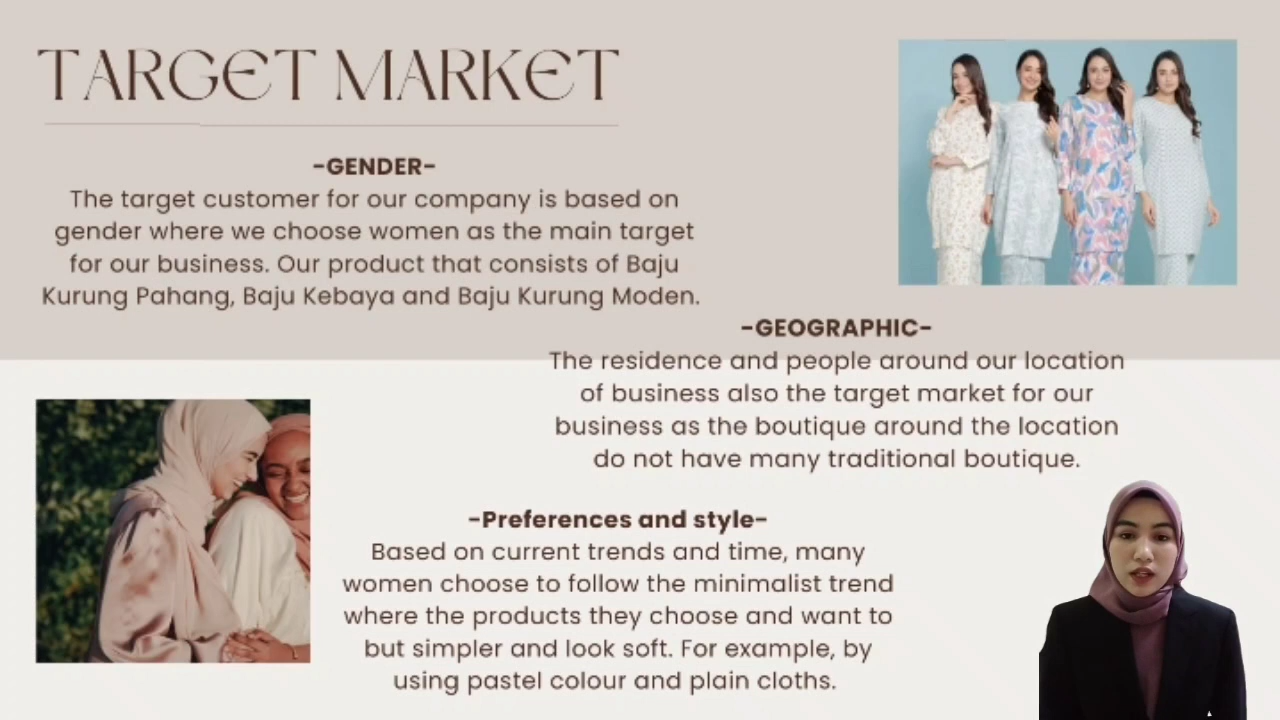 TARGET MARKET
-GENDER-
The target customer for our company is based on
gender where we choose women as the main target
for our business. Our product that consists of Baju
Kurung Pahang, Baju Kebaya and Baju Kurung Moden.
-GEOGRAPHIC-
The residence and people around our location
of business also the target market for our
business as the boutique around the location
do not have many traditional boutique.
-Preferences and style-
Based on current trends and time, many
women choose to follow the minimalist trend
where the products they choose and want to
but simpler and look soft. For example, by
using pastel colour and plain cloths.